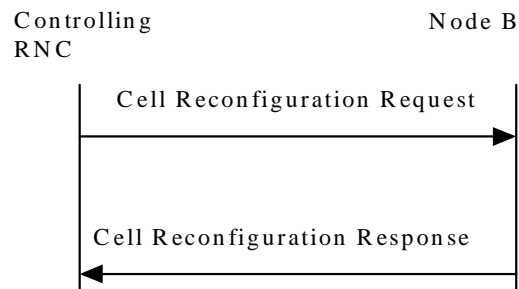 Controlling
RNC
Node B
Cell Reconfiguration Request
Cell Reconfiguration Response